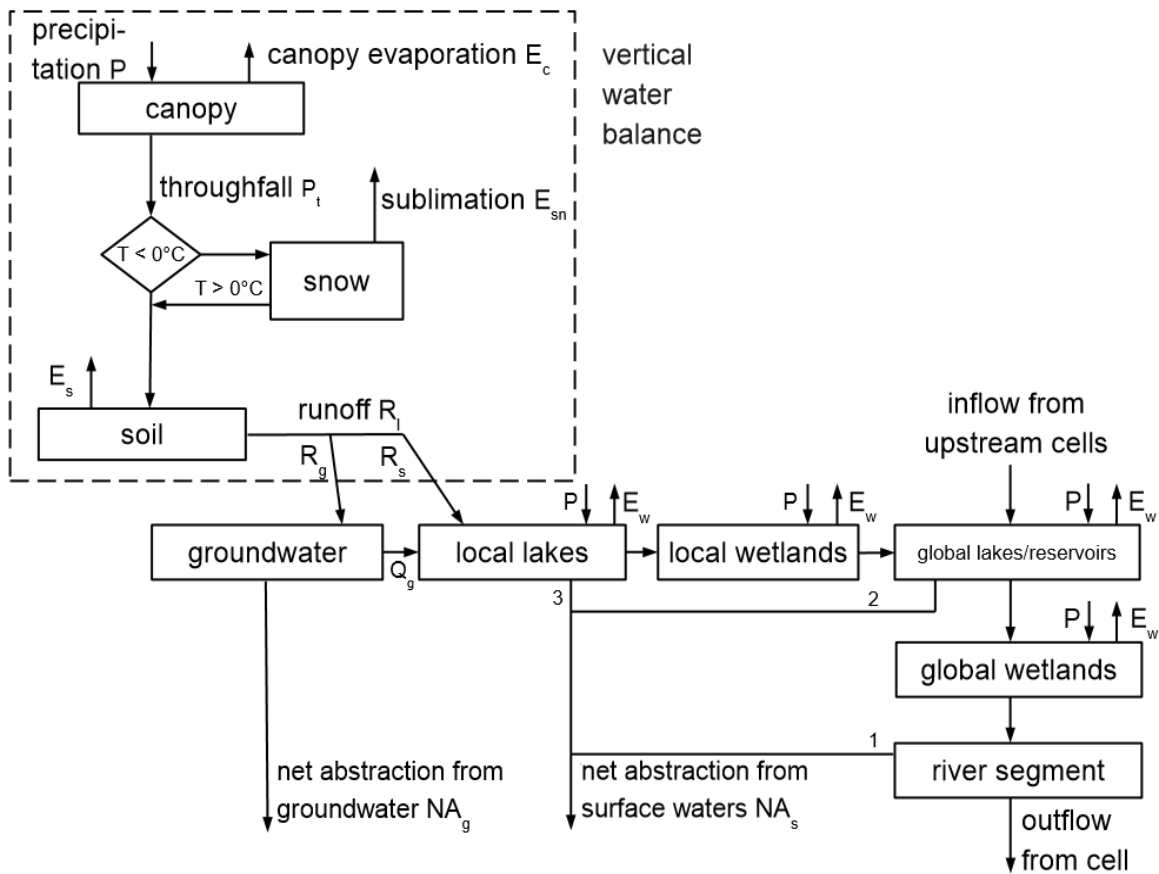 precipi-
tation P
canopy evaporation Ec
vertical
water
balance
canopy
throughfall Pt
sublimation Esn
T < 0°C
snow
T > 0°C
Es
runoff Rl
soil
Rg
Rs
inflow from
upstream cells
P
Ew
P
Ew
P
Ew
groundwater
Qg
local lakes
local wetlands
global lakes/reservoirs
3
2
P
Ew
global wetlands
1
net abstraction from
groundwater NAg
net abstraction from
surface waters NAs
river segment
outflow
from cell